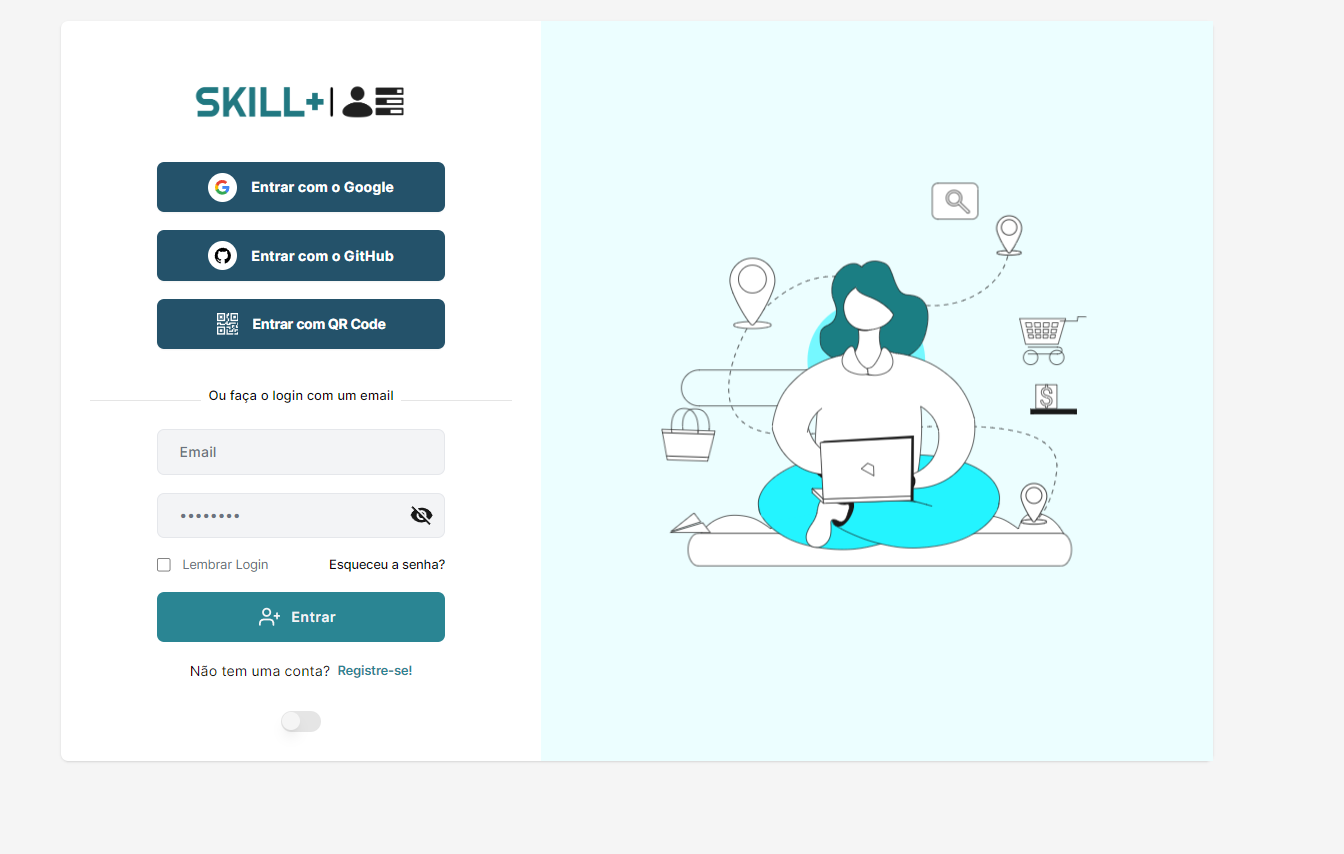 SKILL+
Entrar com o Google
Entrar com o GitHub
Entrar com QR Code
Ou faça o login com um email
Email
••••••••
Lembrar Login
Esqueceu a senha?
Entrar
Não tem uma conta? Registre-se!
$